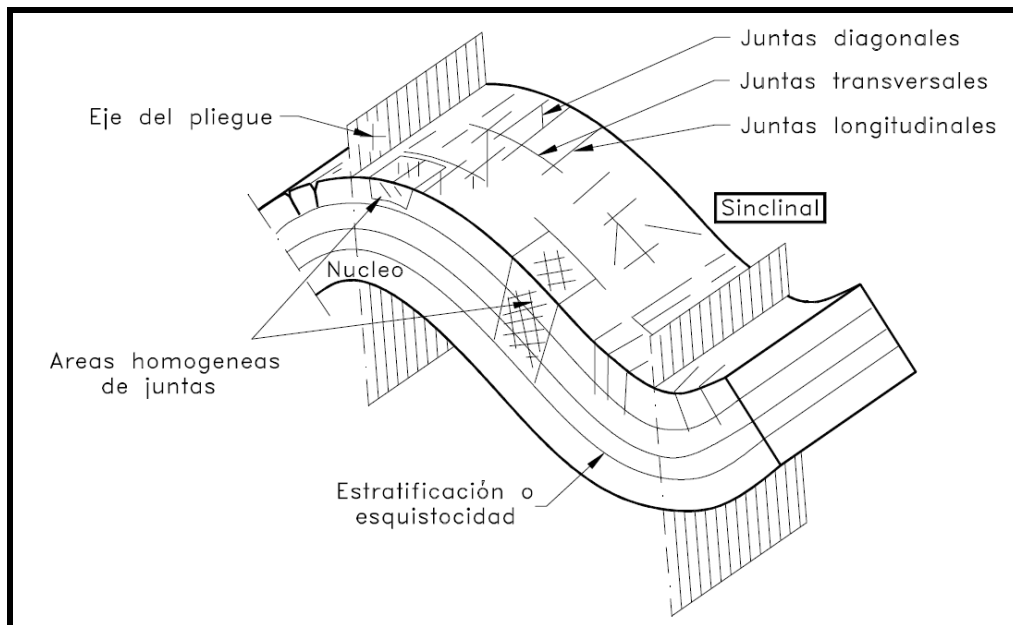 Juntas diagonales
Juntas transversales
Juntas longitudinales
Eje del pliegue
Sinclinal
Nucleo
Areas homogeneas
de juntas
Estratificación o
esquistocidad